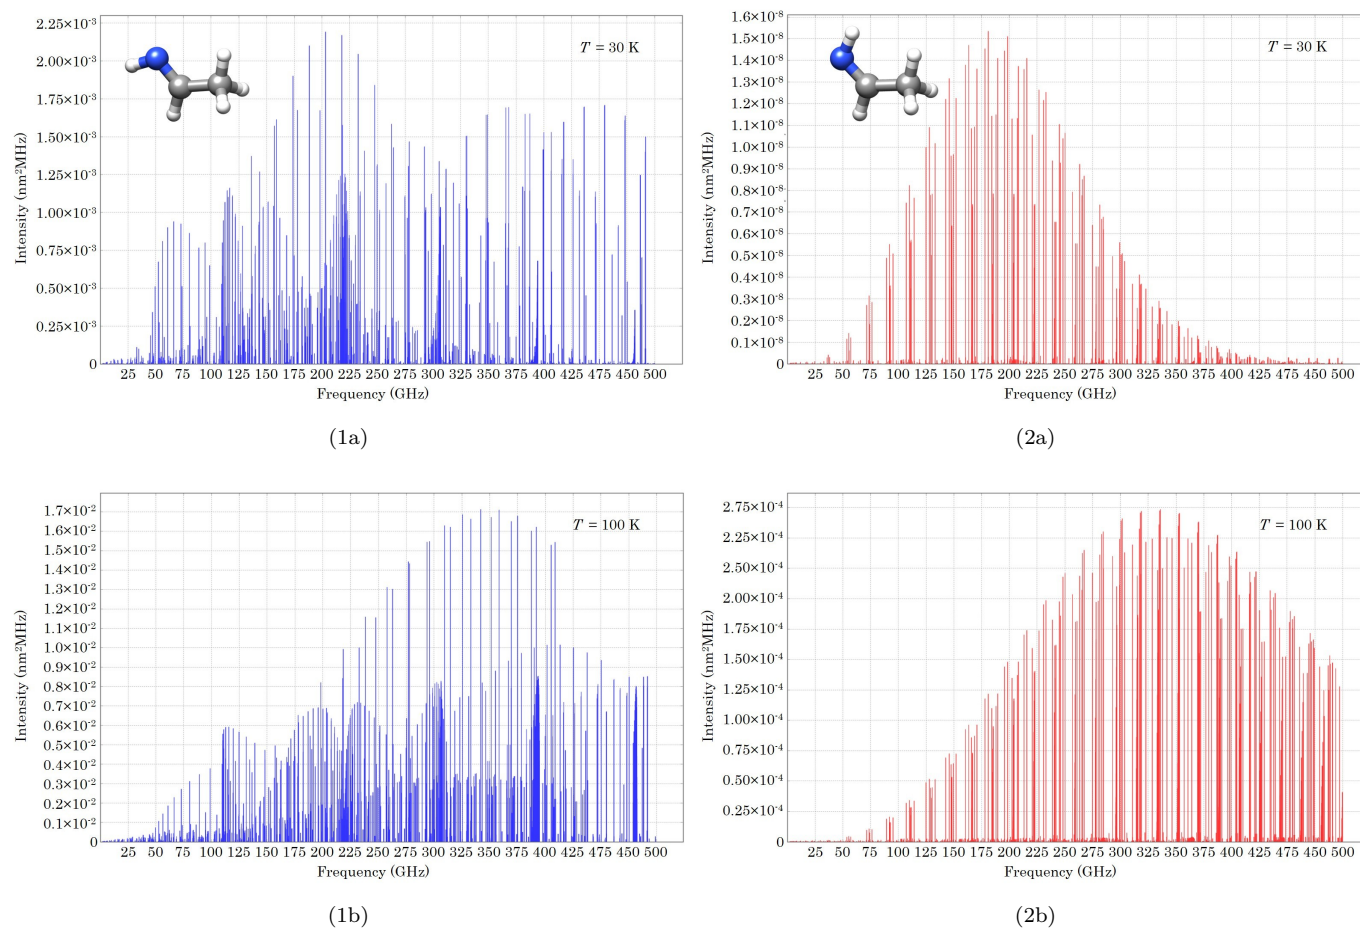 2.25×10⁻³
2.00×10⁻³
1.75×10⁻³
1.50×10⁻³
1.25×10⁻³
1.00×10⁻³
0.75×10⁻³
0.50×10⁻³
0.25×10⁻³
0
Intensity (nm²MHz)
T = 30 K
25 50 75 100 125 150 175 200 225 250 275 300 325 350 375 400 425 450 475 500
Frequency (GHz)
(1a)
1.6×10⁻⁸
1.5×10⁻⁸
1.4×10⁻⁸
1.3×10⁻⁸
1.2×10⁻⁸
1.1×10⁻⁸
1.0×10⁻⁸
0.9×10⁻⁸
0.8×10⁻⁸
0.7×10⁻⁸
0.6×10⁻⁸
0.5×10⁻⁸
0.4×10⁻⁸
0.3×10⁻⁸
0.2×10⁻⁸
0.1×10⁻⁸
0
Intensity (nm²MHz)
T = 30 K
25 50 75 100 125 150 175 200 225 250 275 300 325 350 375 400 425 450 475 500
Frequency (GHz)
(2a)
1.7×10⁻²
1.6×10⁻²
1.5×10⁻²
1.4×10⁻²
1.3×10⁻²
1.2×10⁻²
1.1×10⁻²
1.0×10⁻²
0.9×10⁻²
0.8×10⁻²
0.7×10⁻²
0.6×10⁻²
0.5×10⁻²
0.4×10⁻²
0.3×10⁻²
0.2×10⁻²
0.1×10⁻²
0
Intensity (nm²MHz)
T = 100 K
25 50 75 100 125 150 175 200 225 250 275 300 325 350 375 400 425 450 475 500
Frequency (GHz)
(1b)
2.75×10⁻⁴
2.25×10⁻⁴
2.50×10⁻⁴
2.00×10⁻⁴
1.75×10⁻⁴
1.50×10⁻⁴
1.25×10⁻⁴
1.00×10⁻⁴
0.75×10⁻⁴
0.50×10⁻⁴
0.25×10⁻⁴
0
Intensity (nm²MHz)
T = 100 K
25 50 75 100 125 150 175 200 225 250 275 300 325 350 375 400 425 450 475 500
Frequency (GHz)
(2b)